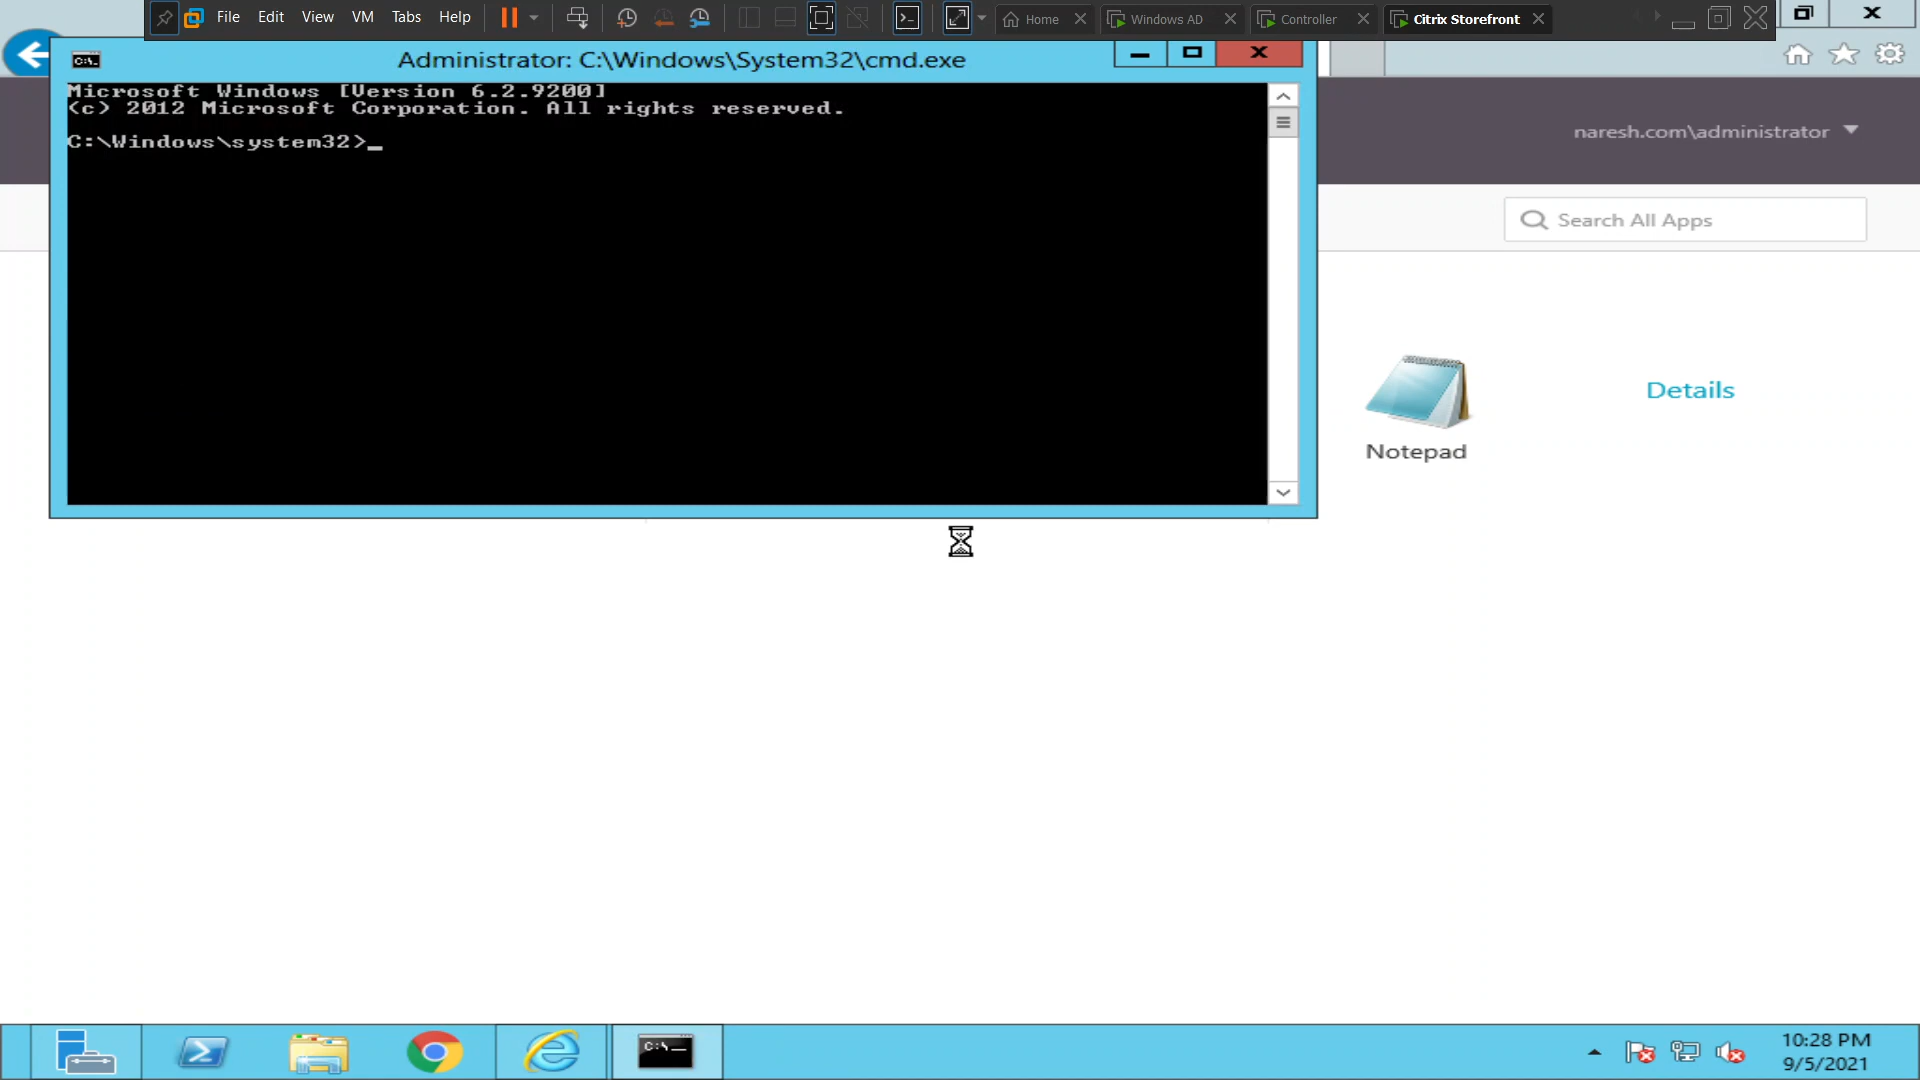 File Edit View VM Tabs Help
Home
Windows AD
Controller
Citrix Storefront
C:\.
Administrator: C:\Windows\System32\cmd.exe
Microsoft Windows [Version 6.2.9200]
(c) 2012 Microsoft Corporation. All rights reserved.
C:\Windows\system32>_
naresh.com\administrator
Search All Apps
Details
Notepad
C:\_
10:28 PM
9/5/2021